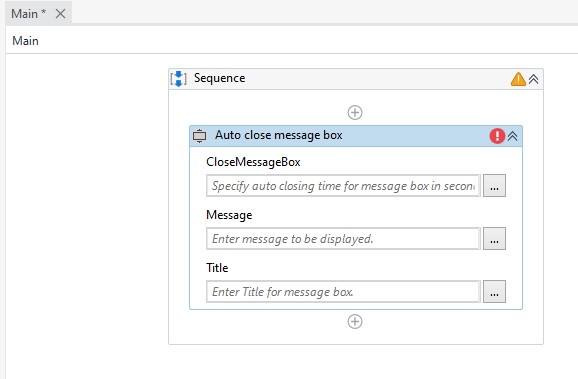 Main *
Main
Sequence
Auto close message box
CloseMessageBox
Specify auto closing time for message box in secon
...
Message
Enter message to be displayed.
...
Title
Enter Title for message box.
...